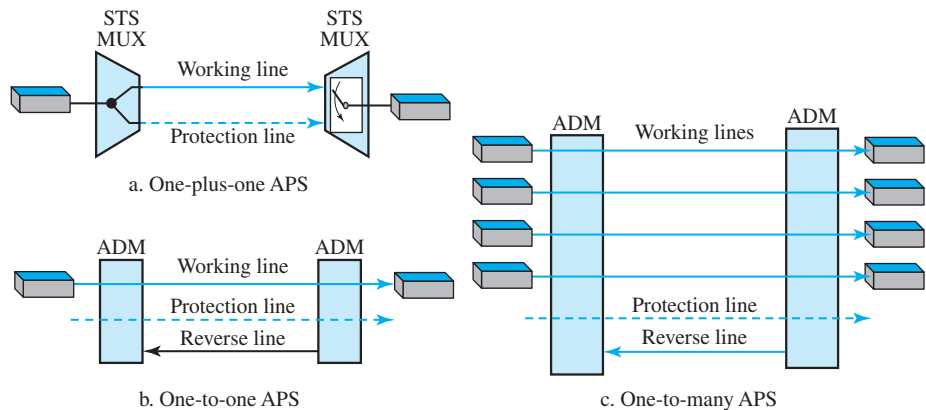 STS
MUX
STS
MUX
Working line
Protection line
a. One-plus-one APS
ADM
ADM
Working line
Protection line
Reverse line
b. One-to-one APS
ADM
ADM
Working lines
Protection line
Reverse line
c. One-to-many APS